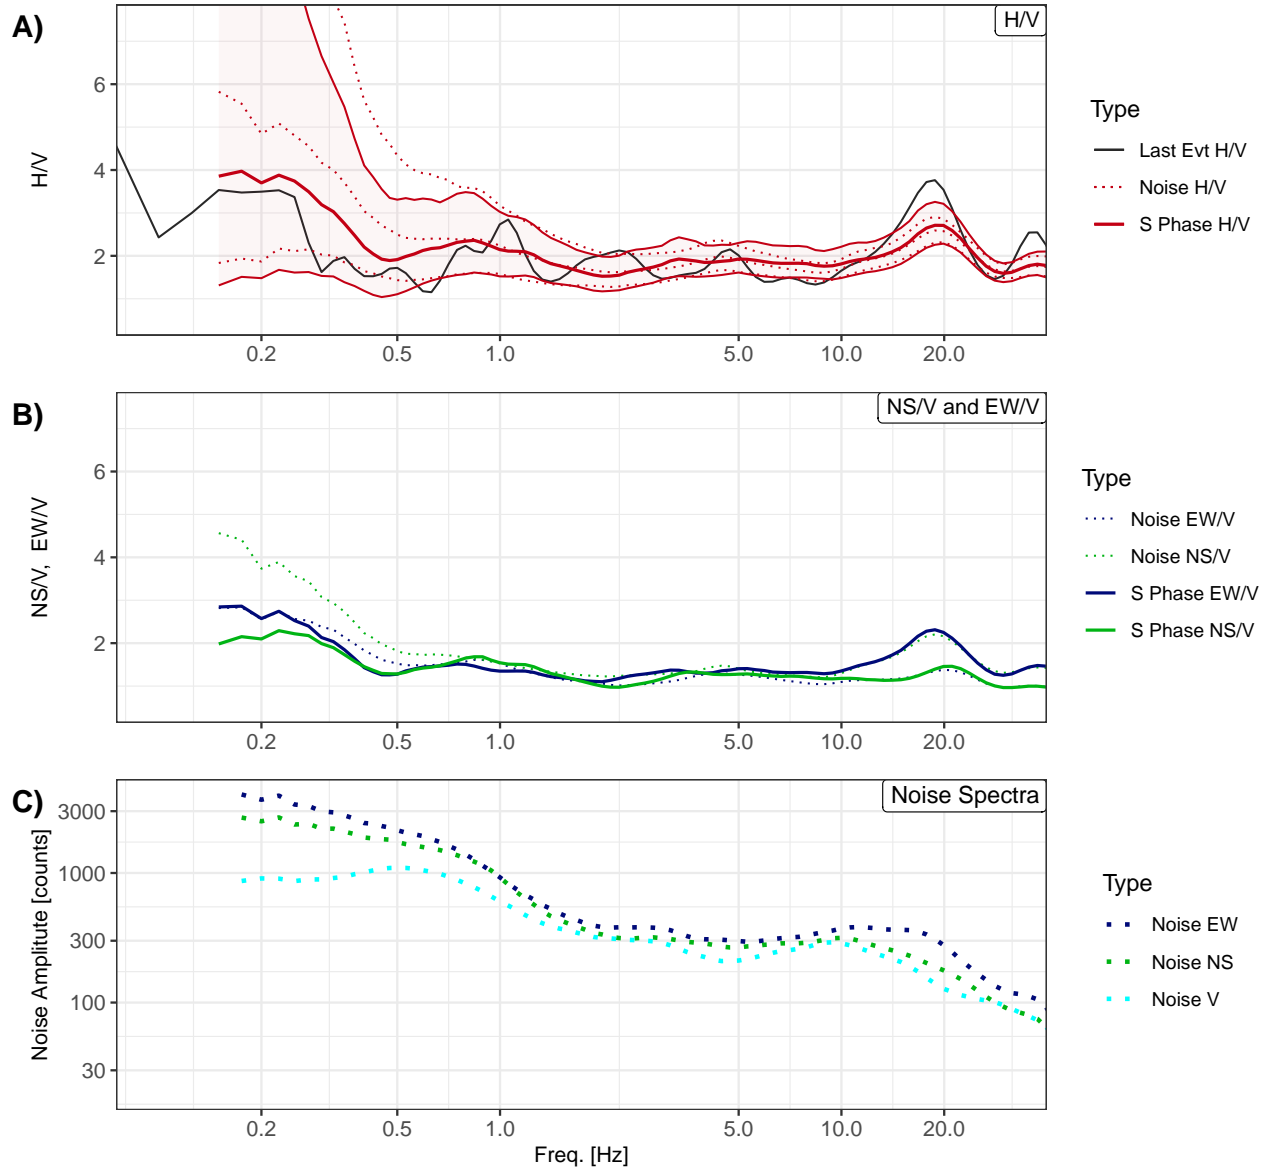 A)
H/V
H/V
6
4
2
0.2 0.5 1.0 5.0 10.0 20.0
Type
Last Evt H/V
Noise H/V
S Phase H/V
B)
NS/V and EW/V
NS/V, EW/V
6
4
2
0.2 0.5 1.0 5.0 10.0 20.0
Type
Noise EW/V
Noise NS/V
S Phase EW/V
S Phase NS/V
C)
Noise Spectra
Noise Amplitute [counts]
3000
1000
300
100
30
0.2 0.5 1.0 5.0 10.0 20.0
Freq. [Hz]
Type
Noise EW
Noise NS
Noise V